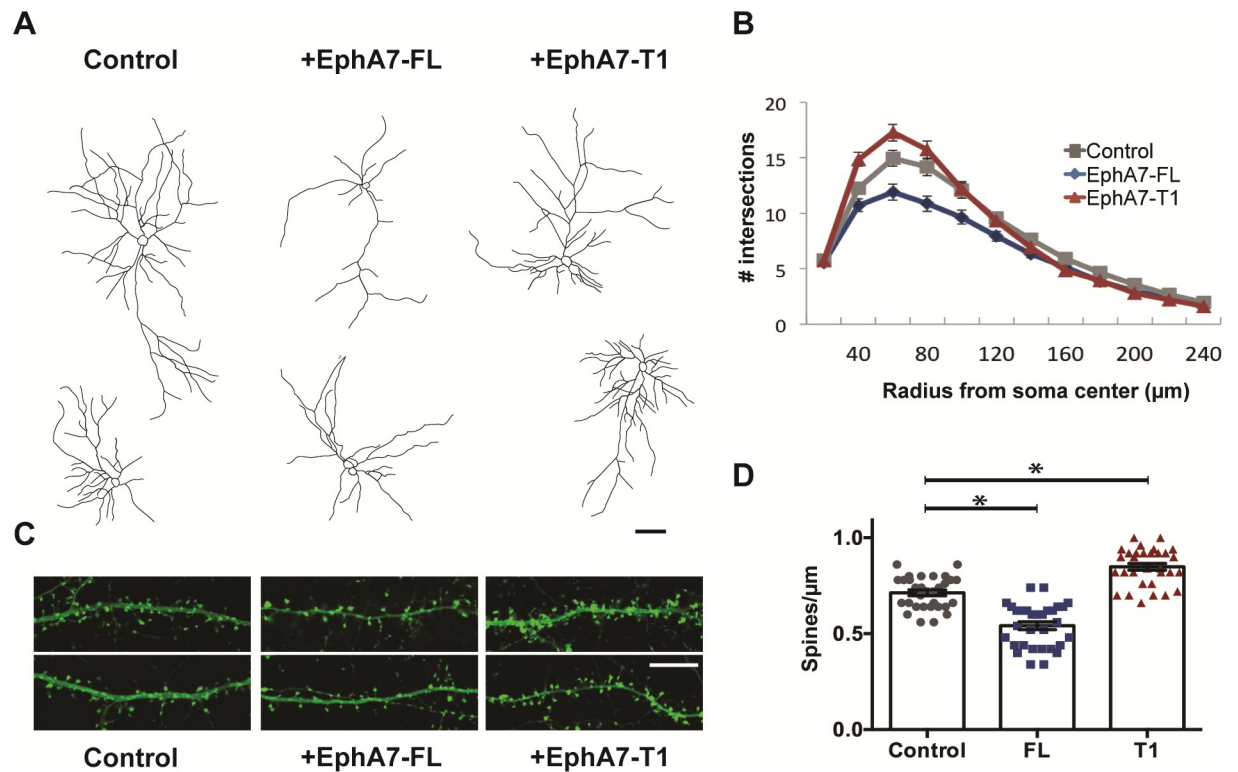 A
Control
+EphA7-FL
+EphA7-T1
B
20
15
10
5
0
# intersections
Control
EphA7-FL
EphA7-T1
40 80 120 160 200 240
Radius from soma center (µm)
C
Control
+EphA7-FL
+EphA7-T1
D
*
*
1.0
0.5
0.0
Spines/µm
Control FL T1